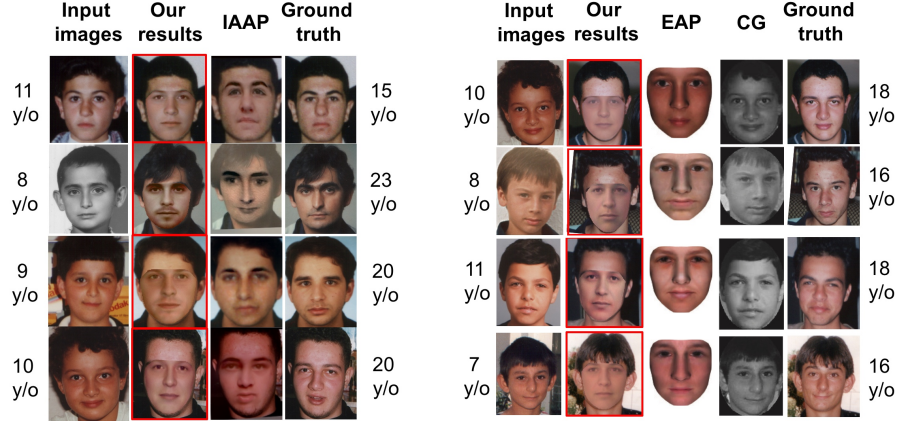 Input images
Our results
IAAP
Ground truth
11 y/o
15 y/o
8 y/o
23 y/o
9 y/o
20 y/o
10 y/o
20 y/o
Input images
Our results
EAP
CG
Ground truth
10 y/o
18 y/o
8 y/o
16 y/o
11 y/o
18 y/o
7 y/o
16 y/o